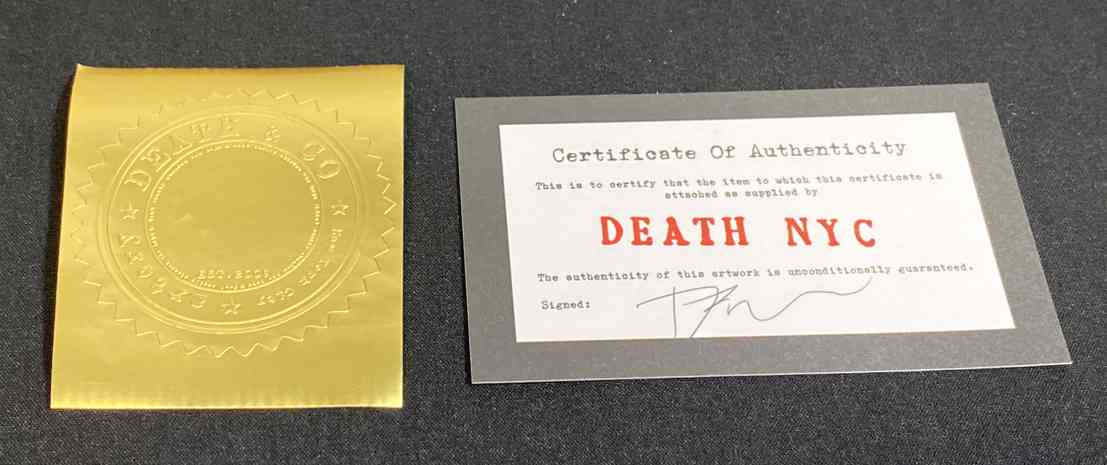 DEATH & CO
EST. 2009
Certificate Of Authenticity
This is to certify that the item to which this certificate is
attached as supplied by
DEATH NYC
The authenticity of this artwork is unconditionally guaranteed.
Signed: